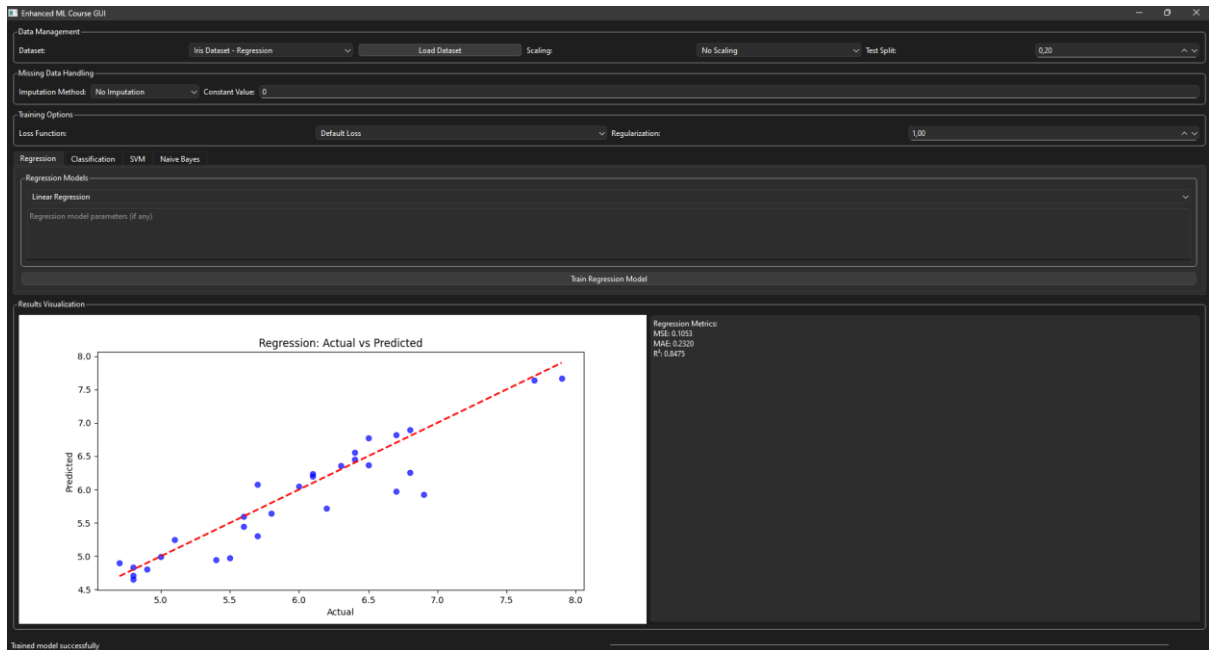 Enhanced ML Course GUI
Data Management
Dataset: Iris Dataset - Regression Load Dataset Scaling: No Scaling Test Split: 0,20
Missing Data Handling
Imputation Method: No Imputation Constant Value: 0
Training Options
Loss Function: Default Loss Regularization: 1,00
Regression Classification SVM Naive Bayes
Regression Models
Linear Regression
Regression model parameters (if any)
Train Regression Model
Results Visualization
Regression: Actual vs Predicted
8.0
7.5
7.0
6.5
6.0
5.5
5.0
4.5
Predicted
5.0 5.5 6.0 6.5 7.0 7.5 8.0
Actual
Regression Metrics:
MSE: 0.1053
MAE: 0.2320
R²: 0.8475
Trained model successfully